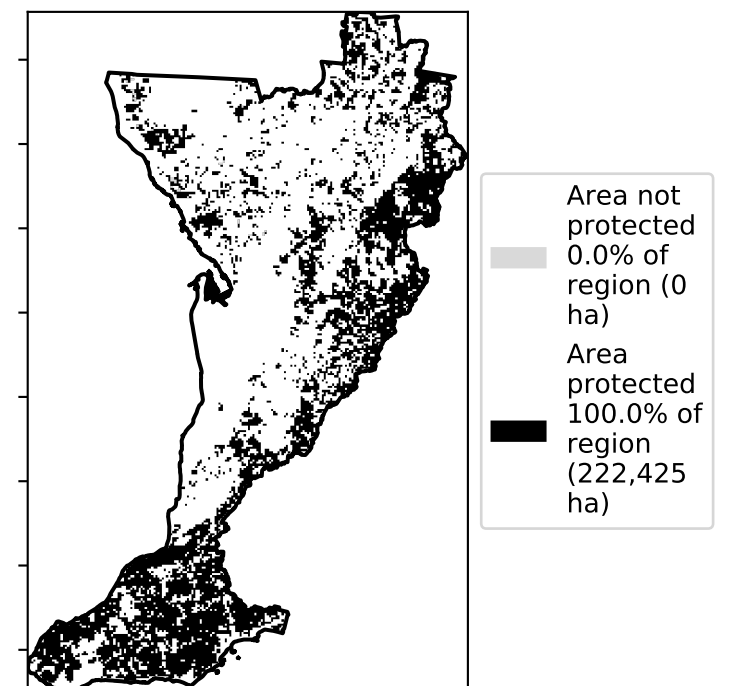 Area not
protected
0.0% of
region (0
ha)
Area
protected
100.0% of
region
(222,425
ha)